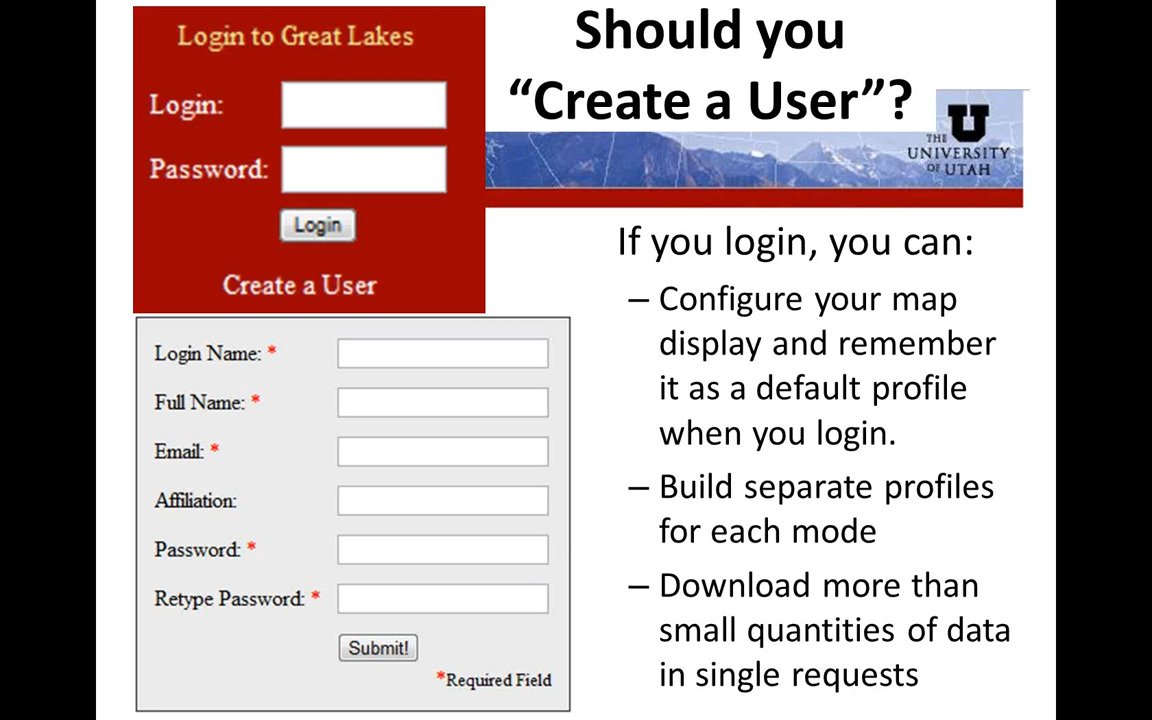 Login to Great Lakes
Login:
Password:
Login
Create a User
Should you
“Create a User”?
THE
UNIVERSITY
OF UTAH
Login Name: *
Full Name: *
Email: *
Affiliation:
Password: *
Retype Password: *
Submit!
*Required Field
If you login, you can:
– Configure your map
display and remember
it as a default profile
when you login.
– Build separate profiles
for each mode
– Download more than
small quantities of data
in single requests